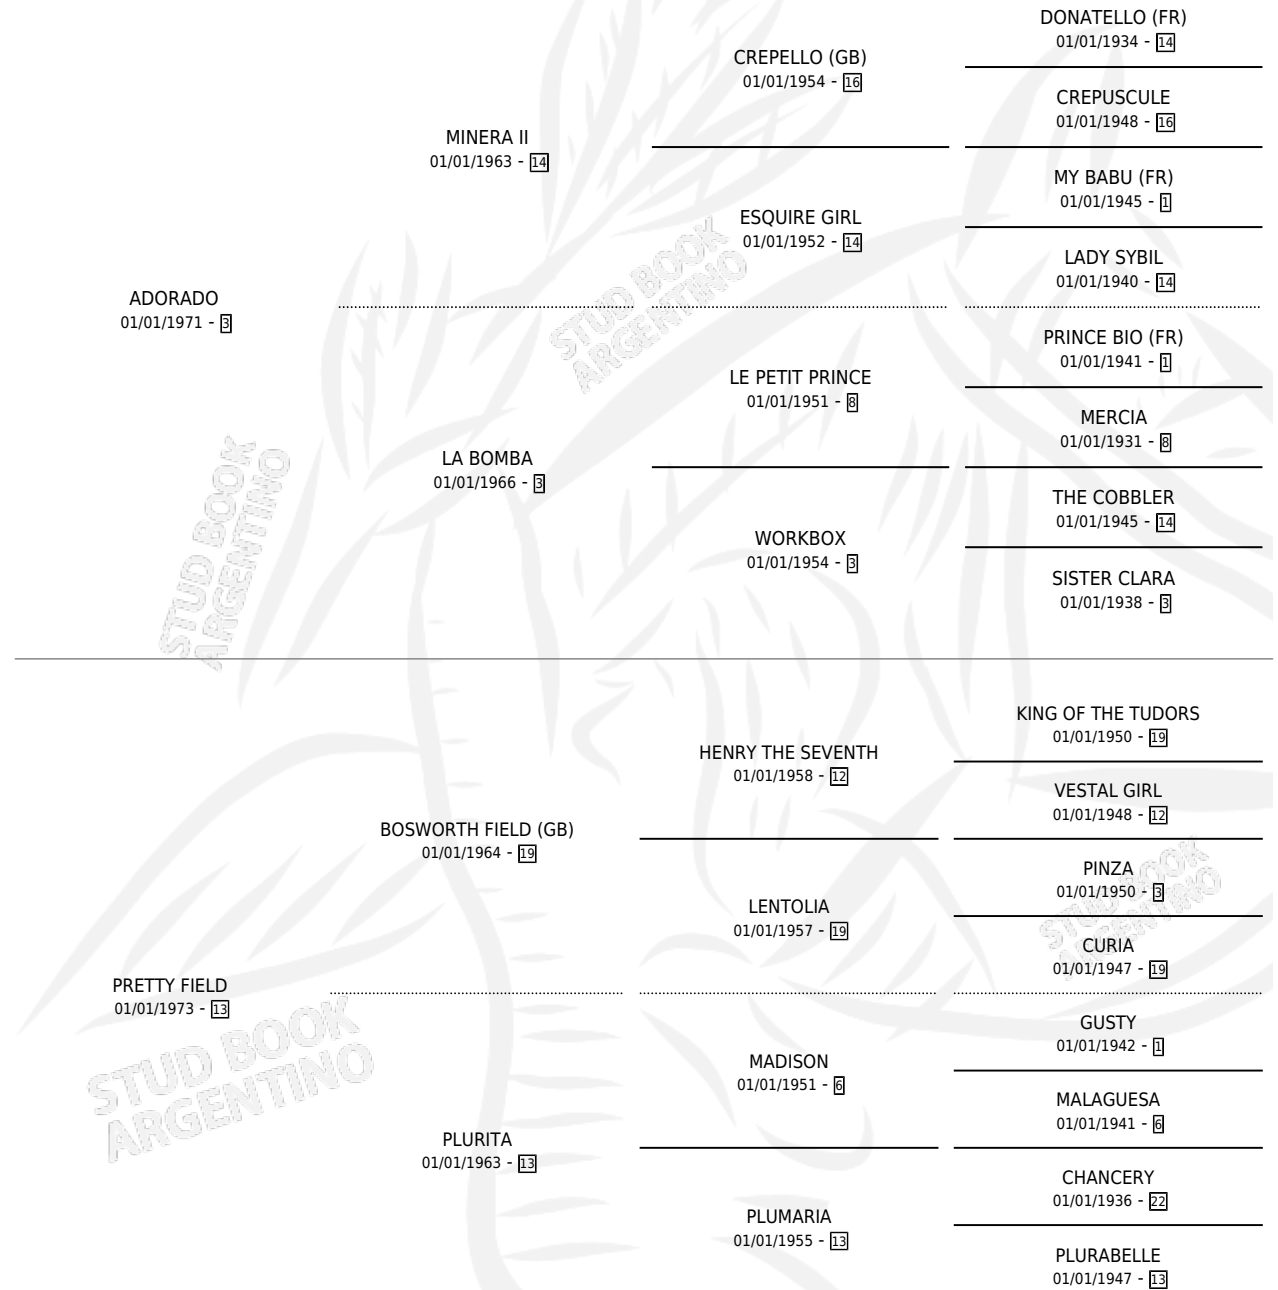 DONATELLO (FR)
01/01/1934 - 14
CREPELLO (GB)
01/01/1954 - 16
CREPUSCULE
01/01/1948 - 16
MINERA II
01/01/1963 - 14
MY BABU (FR)
01/01/1945 - 1
ESQUIRE GIRL
01/01/1952 - 14
LADY SYBIL
01/01/1940 - 14
ADORADO
01/01/1971 - 3
STUD BOOK
ARGENTINO
PRINCE BIO (FR)
01/01/1941 - 1
LE PETIT PRINCE
01/01/1951 - 8
MERCIA
01/01/1931 - 8
LA BOMBA
01/01/1966 - 3
THE COBBLER
01/01/1945 - 14
WORKBOX
01/01/1954 - 3
SISTER CLARA
01/01/1938 - 3
STUD BOOK
ARGENTINO
KING OF THE TUDORS
01/01/1950 - 19
HENRY THE SEVENTH
01/01/1958 - 12
VESTAL GIRL
01/01/1948 - 12
BOSWORTH FIELD (GB)
01/01/1964 - 19
PINZA
01/01/1950 - 3
LENTOLIA
01/01/1957 - 19
CURIA
01/01/1947 - 19
STUD BOOK
ARGENTINO
PRETTY FIELD
01/01/1973 - 13
GUSTY
01/01/1942 - 1
MADISON
01/01/1951 - 6
MALAGUESA
01/01/1941 - 6
STUD BOOK
ARGENTINO
PLURITA
01/01/1963 - 13
CHANCERY
01/01/1936 - 22
PLUMARIA
01/01/1955 - 13
PLURABELLE
01/01/1947 - 13